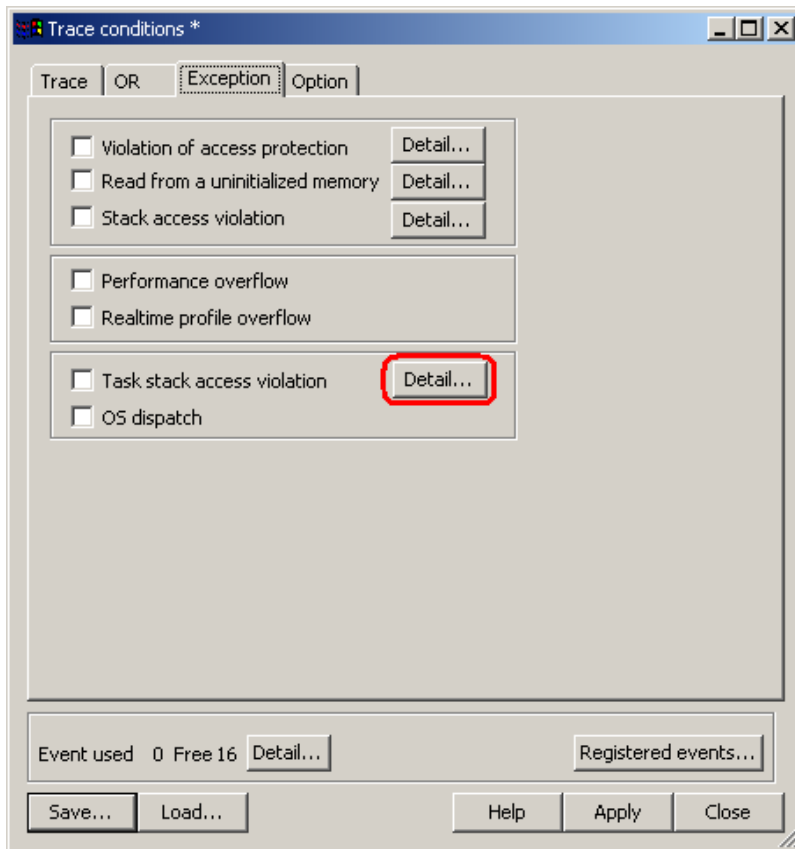 Trace conditions *
Trace OR Exception Option
Violation of access protection Detail...
Read from a uninitialized memory Detail...
Stack access violation Detail...
Performance overflow
Realtime profile overflow
Task stack access violation Detail...
OS dispatch
Event used 0 Free 16 Detail... Registered events...
Save... Load... Help Apply Close